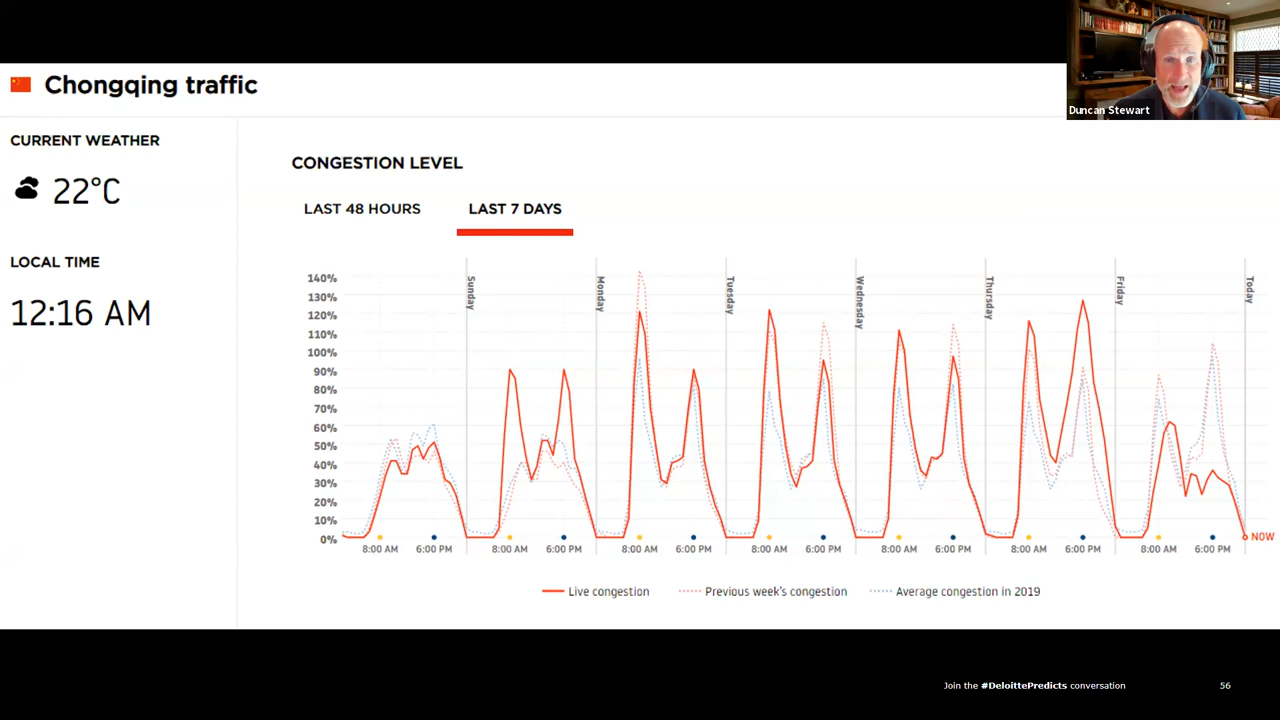 Chongqing traffic
Duncan Stewart
CURRENT WEATHER
22°C
LOCAL TIME
12:16 AM
CONGESTION LEVEL
LAST 48 HOURS
LAST 7 DAYS
140%
130%
120%
110%
100%
90%
80%
70%
60%
50%
40%
30%
20%
10%
0%
Sunday
Monday
Tuesday
Wednesday
Thursday
Friday
Today
8:00 AM 6:00 PM 8:00 AM 6:00 PM 8:00 AM 6:00 PM 8:00 AM 6:00 PM 8:00 AM 6:00 PM 8:00 AM 6:00 PM 8:00 AM 6:00 PM
NOW
Live congestion
Previous week's congestion
Average congestion in 2019
Join the #DeloittePredicts conversation
56